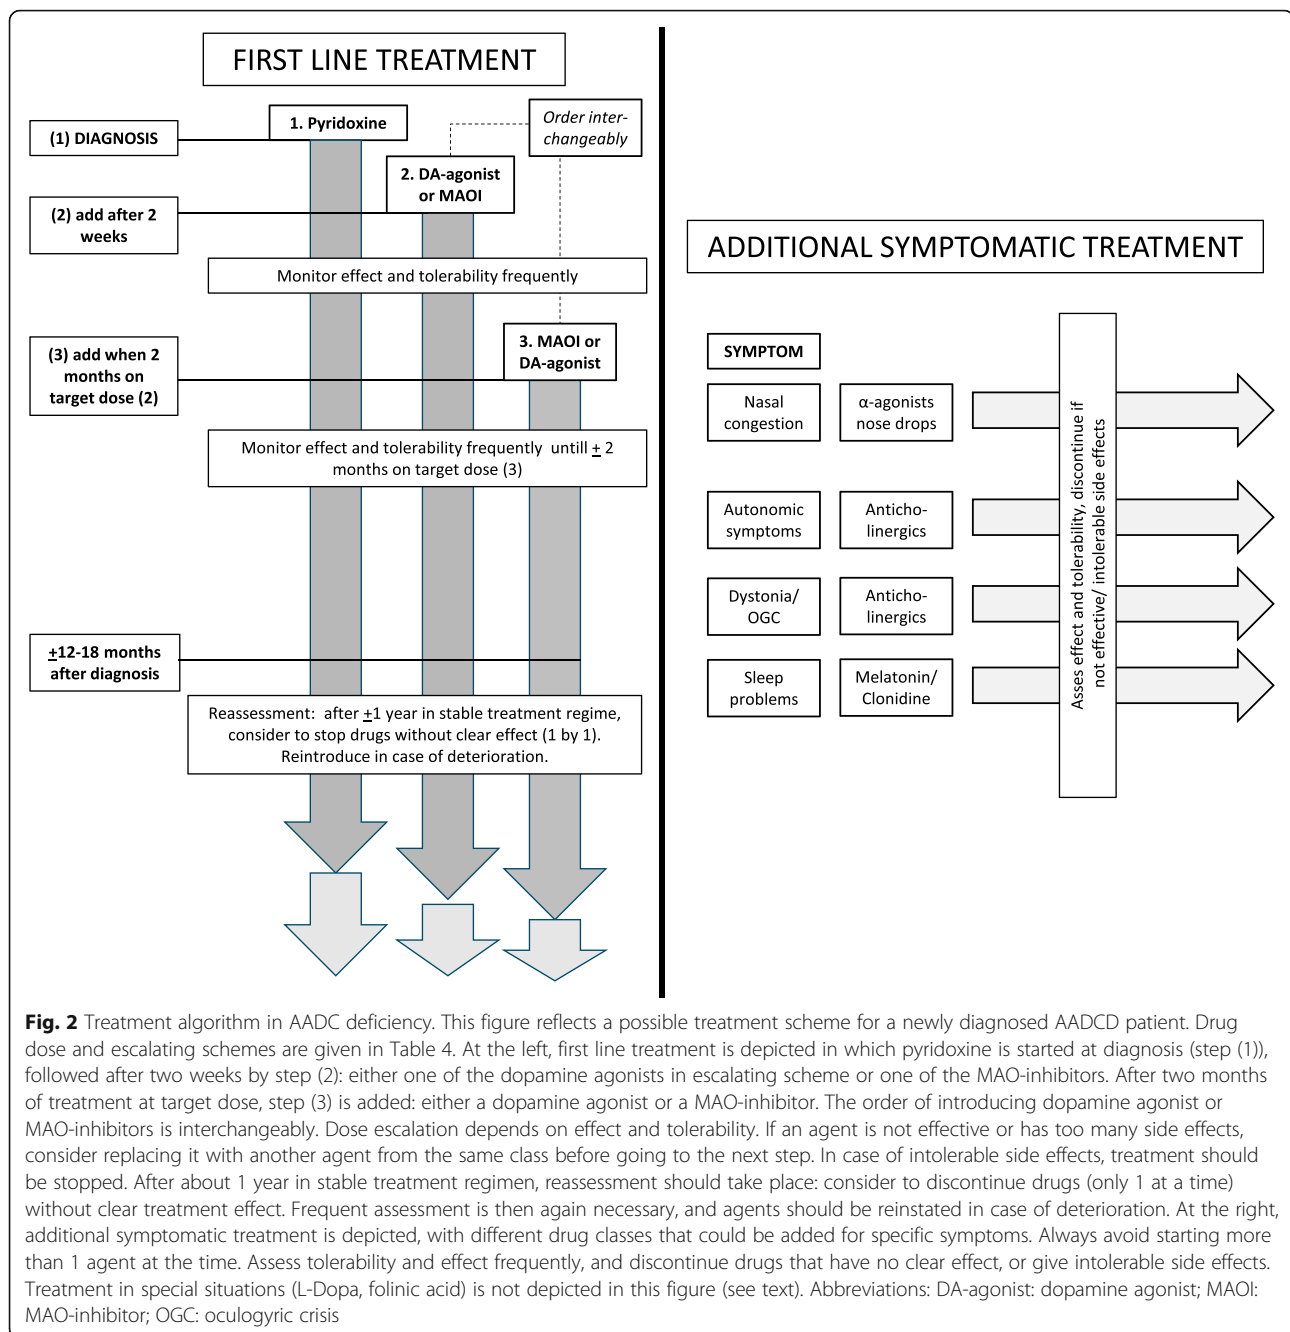 FIRST LINE TREATMENT
1. Pyridoxine
Order inter-
changeably
(1) DIAGNOSIS
2. DA-agonist
or MAOI
(2) add after 2
weeks
Monitor effect and tolerability frequently
3. MAOI or
DA-agonist
(3) add when 2
months on
target dose (2)
Monitor effect and tolerability frequently untill ± 2
months on target dose (3)
±12-18 months
after diagnosis
Reassessment: after ±1 year in stable treatment regime,
consider to stop drugs without clear effect (1 by 1).
Reintroduce in case of deterioration.
ADDITIONAL SYMPTOMATIC TREATMENT
SYMPTOM
Nasal
congestion
α-agonists
nose drops
Autonomic
symptoms
Anticho-
linergics
Dystonia/
OGC
Anticho-
linergics
Sleep
problems
Melatonin/
Clonidine
Asses effect and tolerability, discontinue if
not effective/ intolerable side effects
Fig. 2 Treatment algorithm in AADC deficiency. This figure reflects a possible treatment scheme for a newly diagnosed AADCD patient. Drug
dose and escalating schemes are given in Table 4. At the left, first line treatment is depicted in which pyridoxine is started at diagnosis (step (1)),
followed after two weeks by step (2): either one of the dopamine agonists in escalating scheme or one of the MAO-inhibitors. After two months
of treatment at target dose, step (3) is added: either a dopamine agonist or a MAO-inhibitor. The order of introducing dopamine agonist or
MAO-inhibitors is interchangeably. Dose escalation depends on effect and tolerability. If an agent is not effective or has too many side effects,
consider replacing it with another agent from the same class before going to the next step. In case of intolerable side effects, treatment should
be stopped. After about 1 year in stable treatment regimen, reassessment should take place: consider to discontinue drugs (only 1 at a time)
without clear treatment effect. Frequent assessment is then again necessary, and agents should be reinstated in case of deterioration. At the right,
additional symptomatic treatment is depicted, with different drug classes that could be added for specific symptoms. Always avoid starting more
than 1 agent at the time. Assess tolerability and effect frequently, and discontinue drugs that have no clear effect, or give intolerable side effects.
Treatment in special situations (L-Dopa, folinic acid) is not depicted in this figure (see text). Abbreviations: DA-agonist: dopamine agonist; MAOI:
MAO-inhibitor; OGC: oculogyric crisis